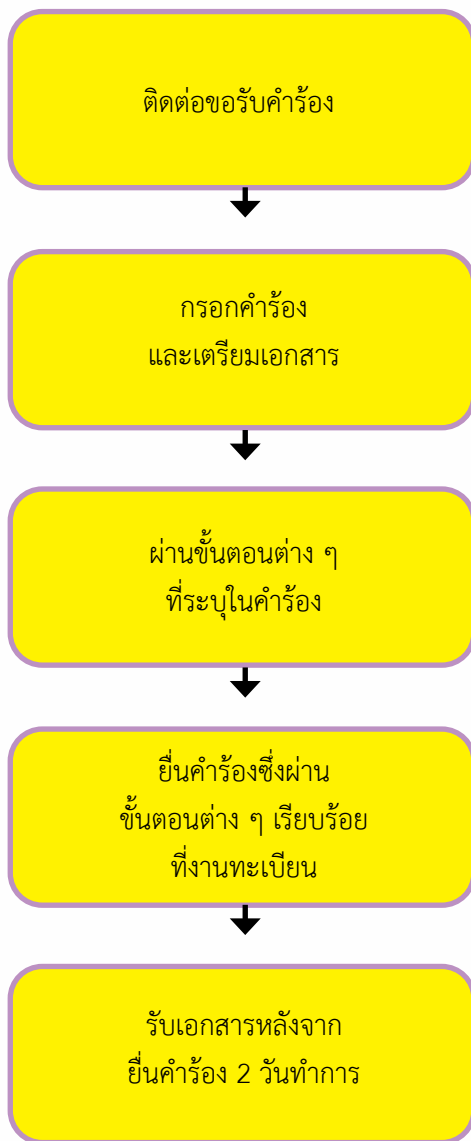 ติดต่อขอรับคำร้อง
กรอกคำร้อง
และเตรียมเอกสาร
ผ่านขั้นตอนต่าง ๆ
ที่ระบุในคำร้อง
ยื่นคำร้องซึ่งผ่าน
ขั้นตอนต่าง ๆ เรียบร้อย
ที่งานทะเบียน
รับเอกสารหลังจาก
ยื่นคำร้อง 2 วันทำการ